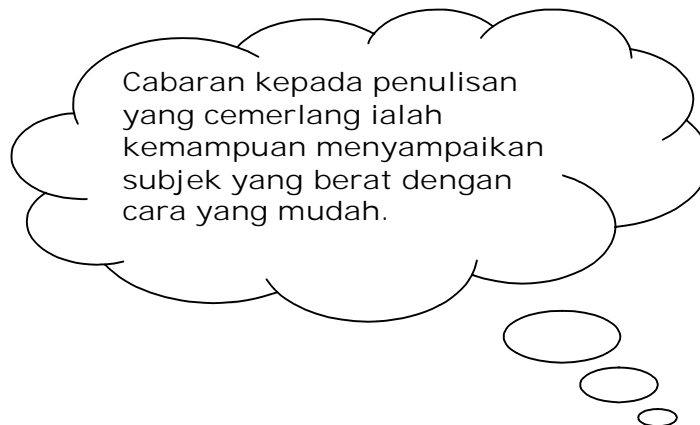 Cabaran kepada penulisan
yang cemerlang ialah
kemampuan menyampaikan
subjek yang berat dengan
cara yang mudah.